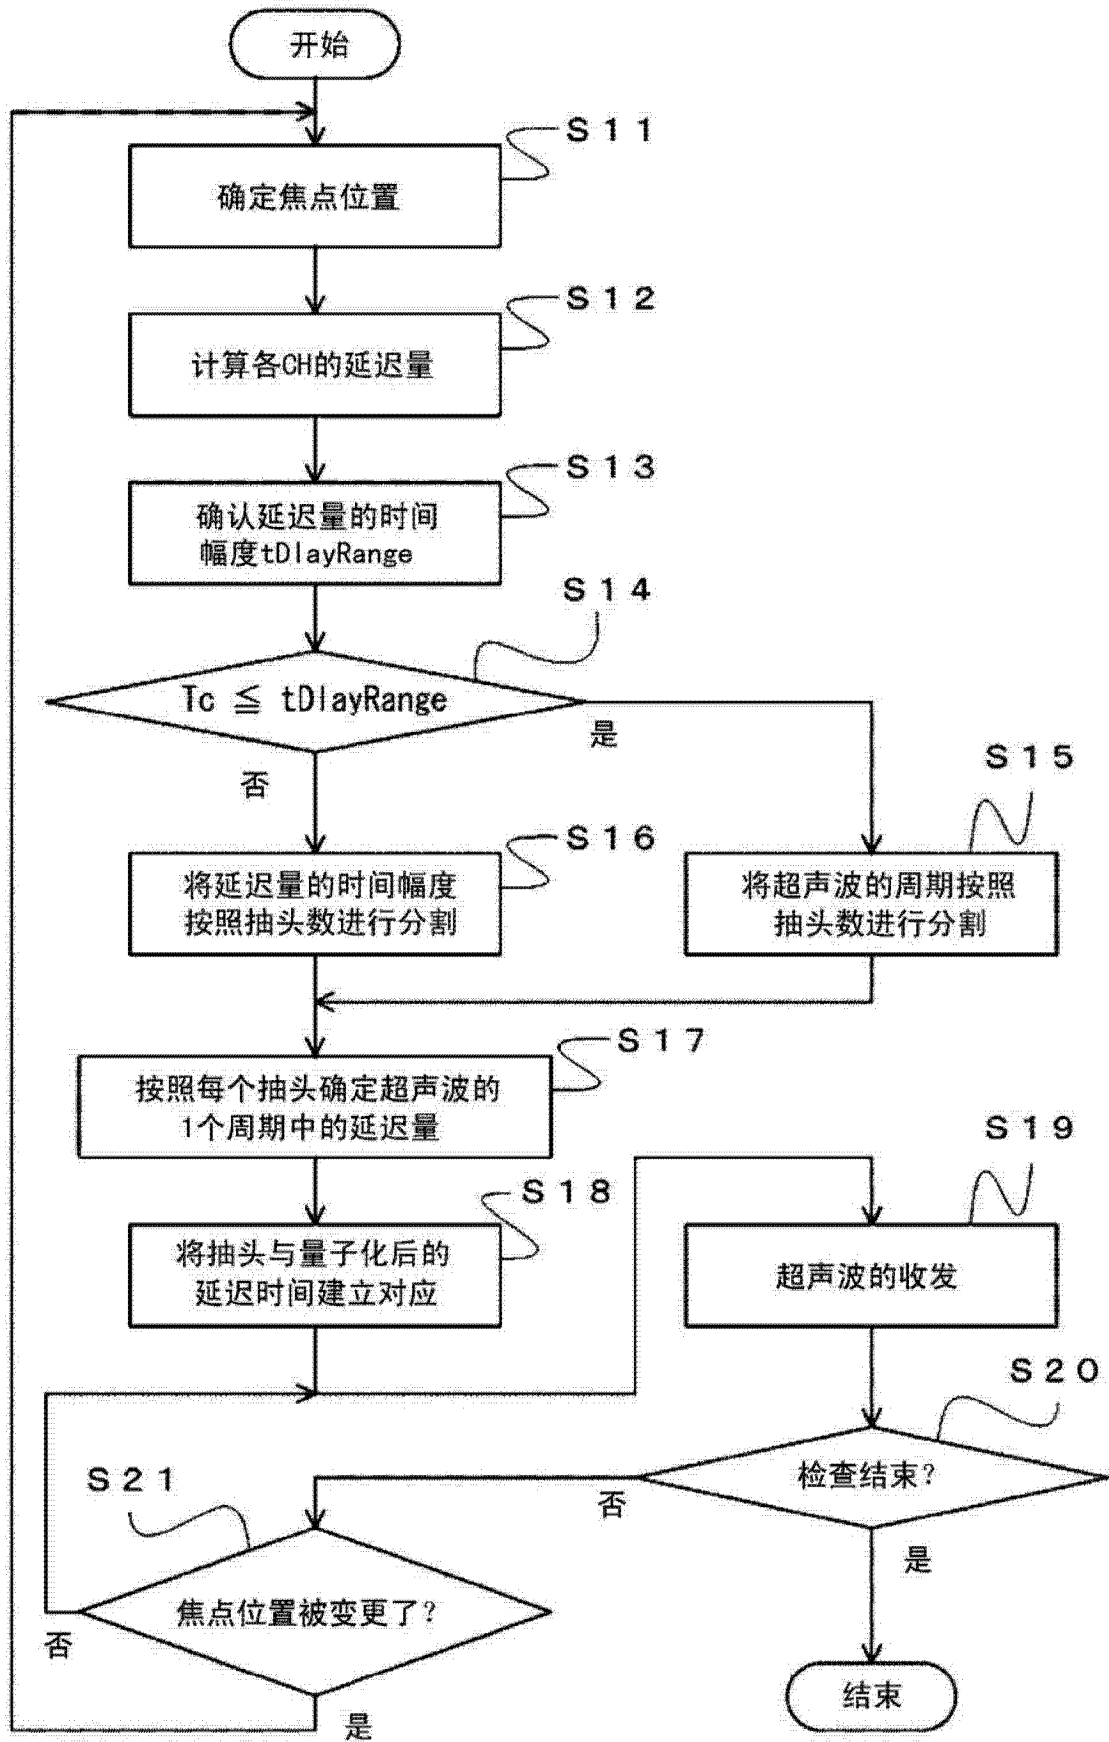 开始
S11
确定焦点位置
S12
计算各CH的延迟量
S13
确认延迟量的时间
幅度tDlayRange
S14
Tc ≦ tDlayRange
是
否
S15
S16
将延迟量的时间幅度
按照抽头数进行分割
将超声波的周期按照
抽头数进行分割
S17
按照每个抽头确定超声波的
1个周期中的延迟量
S18
将抽头与量子化后的
延迟时间建立对应
S19
超声波的收发
S20
检查结束?
否
是
S21
焦点位置被变更了?
否
是
结束